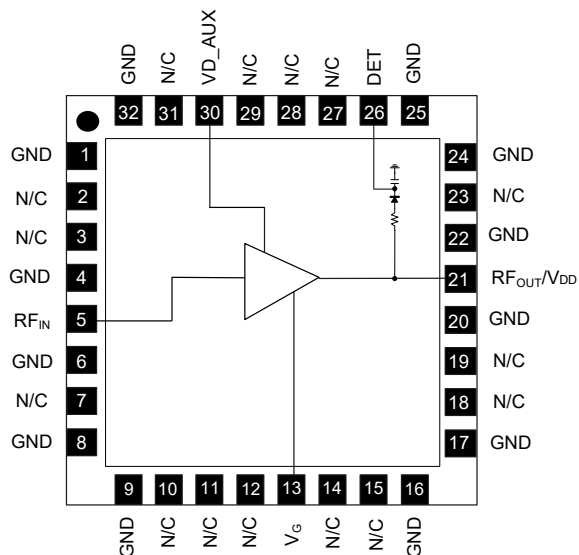 GND
N/C
VD_AUX
N/C
N/C
N/C
DET
GND
32 31 30 29 28 27 26 25
GND 1
N/C 2
N/C 3
GND 4
RFIN 5
GND 6
N/C 7
GND 8
24 GND
23 N/C
22 GND
21 RFOUT/VDD
20 GND
19 N/C
18 N/C
17 GND
9 10 11 12 13 14 15 16
GND
N/C
N/C
N/C
VG
N/C
N/C
GND